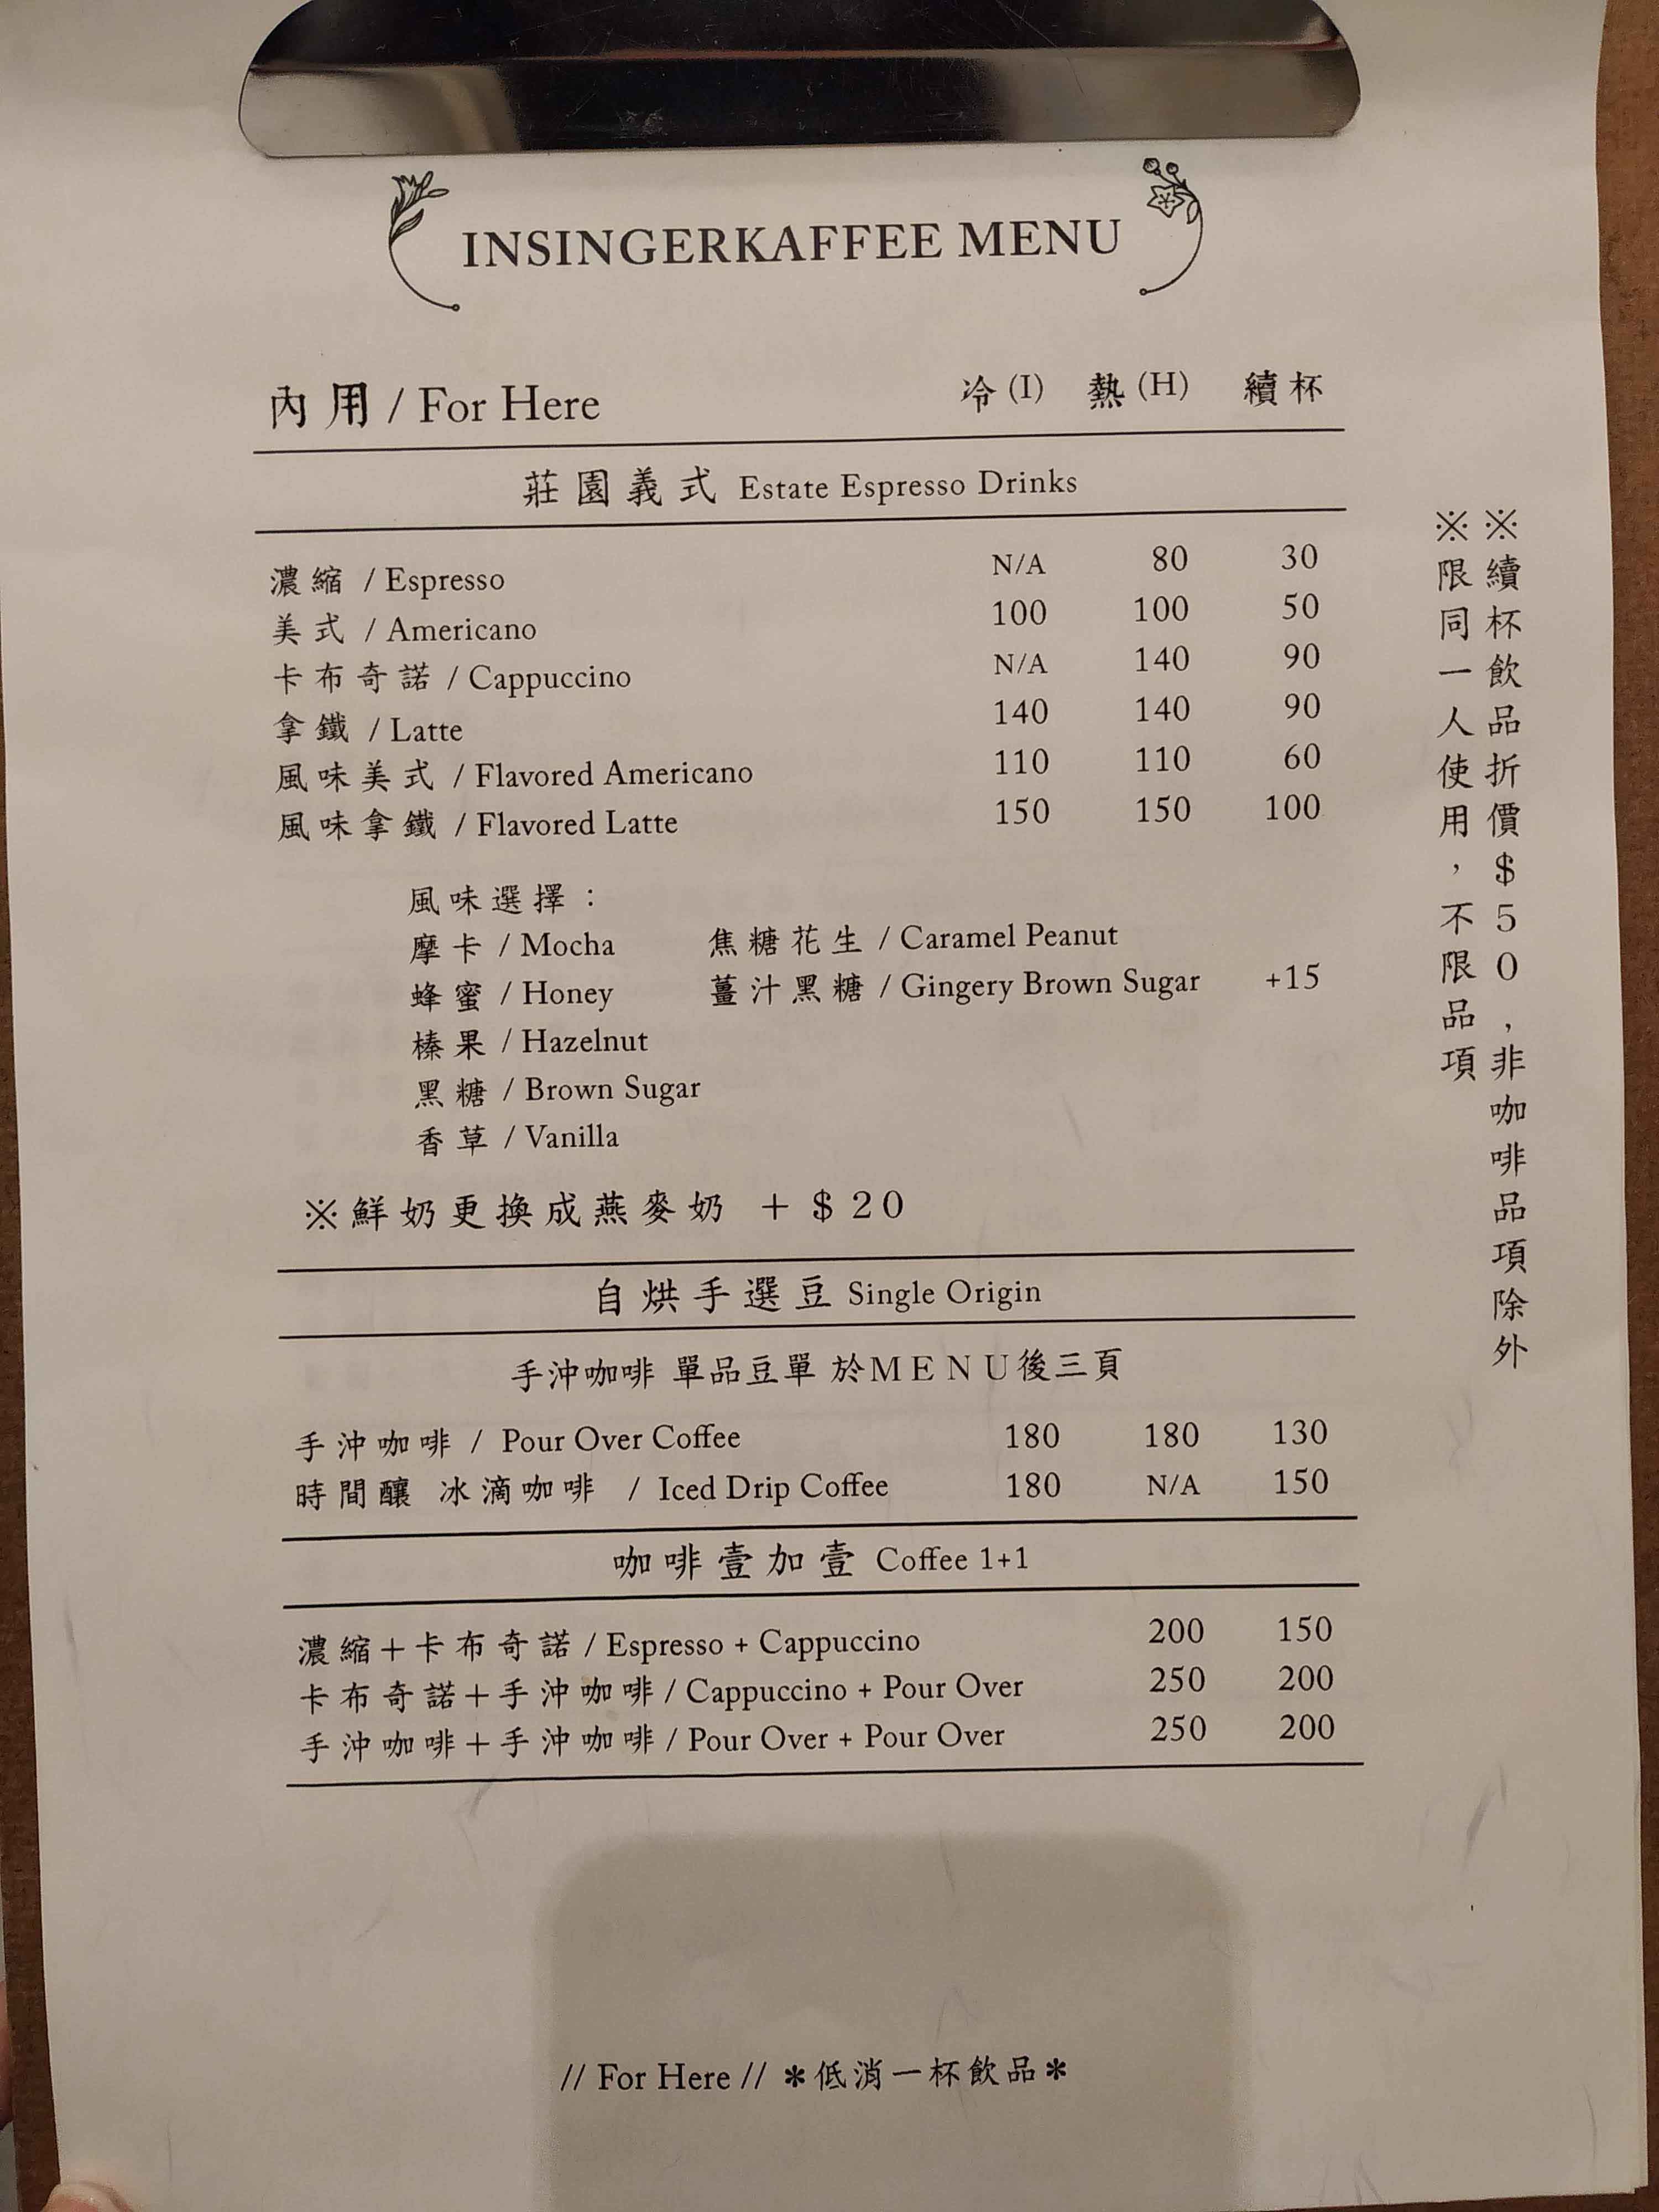 INSINGERKAFFEE MENU
內用 / For Here 冷(I) 熱(H) 續杯
莊園義式 Estate Espresso Drinks
濃縮 / Espresso N/A 80 30
美式 / Americano 100 100 50
卡布奇諾 / Cappuccino N/A 140 90
拿鐵 / Latte 140 140 90
風味美式 / Flavored Americano 110 110 60
風味拿鐵 / Flavored Latte 150 150 100
風味選擇：
摩卡 / Mocha 焦糖花生 / Caramel Peanut
蜂蜜 / Honey 薑汁黑糖 / Gingery Brown Sugar +15
榛果 / Hazelnut
黑糖 / Brown Sugar
香草 / Vanilla
※鮮奶更換成燕麥奶 +$20
自烘手選豆 Single Origin
手沖咖啡 單品豆單 於MENU後三頁
手沖咖啡 / Pour Over Coffee 180 180 130
時間釀 冰滴咖啡 / Iced Drip Coffee 180 N/A 150
咖啡壹加壹 Coffee 1+1
濃縮＋卡布奇諾 / Espresso + Cappuccino 200 150
卡布奇諾＋手沖咖啡 / Cappuccino + Pour Over 250 200
手沖咖啡＋手沖咖啡 / Pour Over + Pour Over 250 200
※續杯飲品折價$50，非咖啡品項除外
※限同一人使用，不限品項
// For Here // ＊低消一杯飲品＊